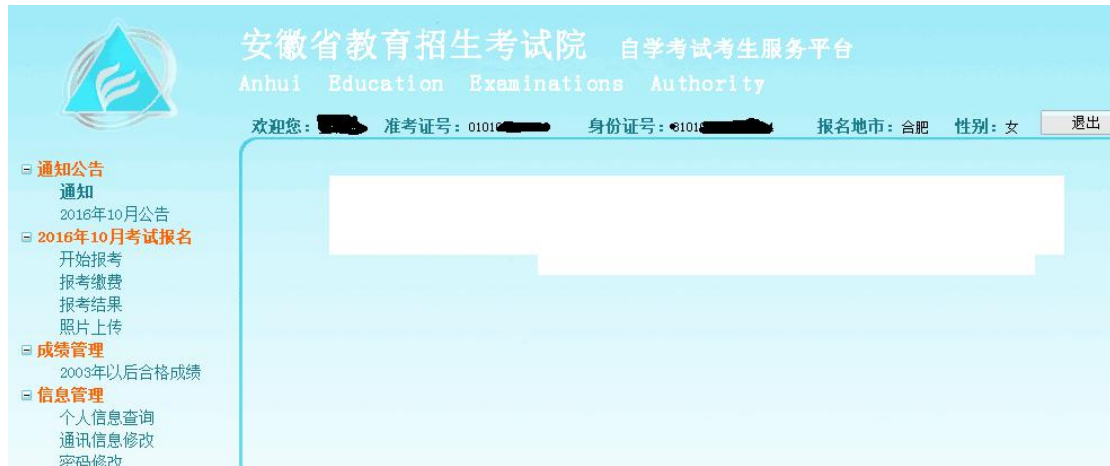 安徽省教育招生考试院 自学考试考生服务平台
Anhui Education Examinations Authority
欢迎您： 准考证号：0101 身份证号： 报名地市：合肥 性别：女 退出
通知公告
通知
2016年10月公告
2016年10月考试报名
开始报考
报考缴费
报考结果
照片上传
成绩管理
2003年以后合格成绩
信息管理
个人信息查询
通讯信息修改
密码修改